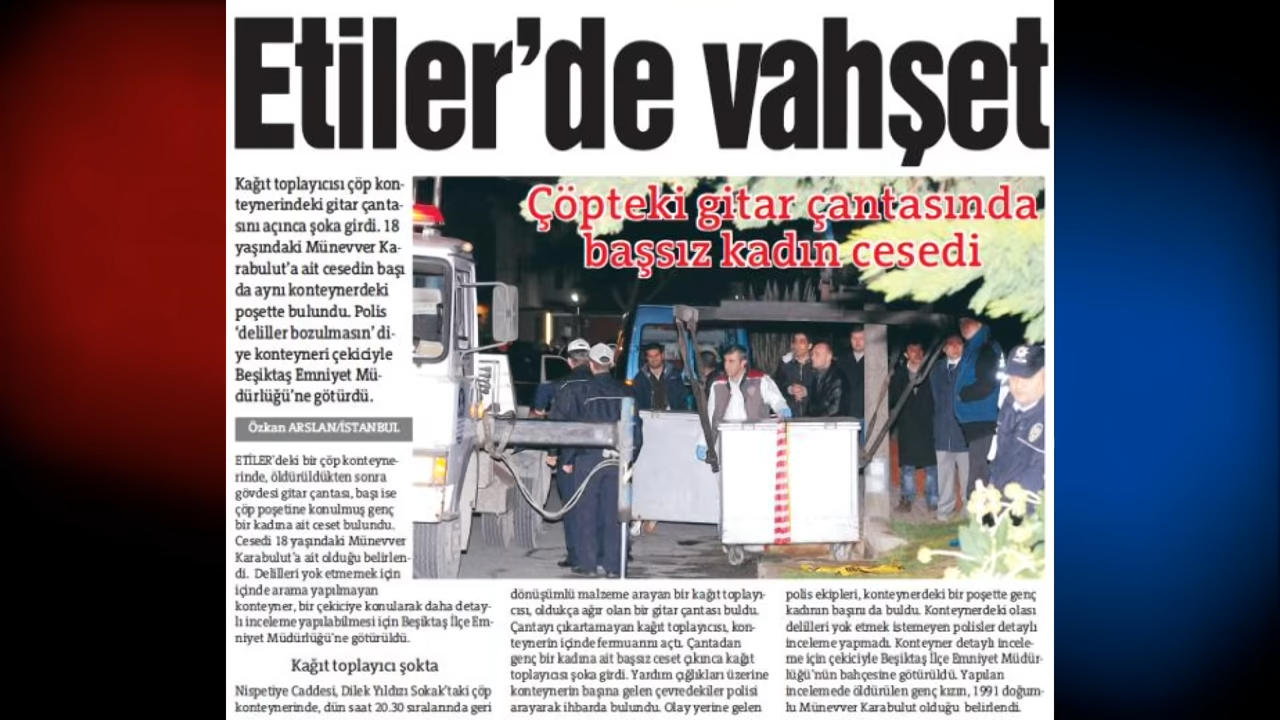 Etiler'de vahşet
Kağıt toplayıcısı çöp kon-
teynerindeki gitar çanta-
sını açınca şoka girdi. 18
yaşındaki Münevver Ka-
rabulut'a ait cesedin başı
da aynı konteynerdeki
poşette bulundu. Polis
'deliller bozulmasın' di-
ye konteyneri çekiciyle
Beşiktaş Emniyet Mü-
dürlüğü'ne götürdü.
Çöpteki gitar çantasında
başsız kadın cesedi
Özkan ARSLAN/İSTANBUL
ETİLER'deki bir çöp konteyne-
rinde, öldürüldükten sonra
gövdesi gitar çantası, başı ise
çöp poşetine konulmuş genç
bir kadına ait ceset bulundu.
Cesedi 18 yaşındaki Münevver
Karabulut'a ait olduğu belirlen-
di. Delilleri yok etmemek için
içinde arama yapılmayan
konteyner, bir çekiciye konularak daha detay-
lı inceleme yapılabilmesi için Beşiktaş İlçe Em-
niyet Müdürlüğü'ne götürüldü.
Kağıt toplayıcı şokta
Nispetiye Caddesi, Dilek Yıldızı Sokak'taki çöp
konteynerinde, dün saat 20.30 sıralarında geri
dönüşümlü malzeme arayan bir kağıt toplayı-
cısı, oldukça ağır olan bir gitar çantası buldu.
Çantayı çıkartamayan kağıt toplayıcısı, kon-
teynerin içinde fermuarını açtı. Çantadan
genç bir kadına ait başsız ceset çıkınca kağıt
toplayıcısı şoka girdi. Yardım çağlıkları üzerine
konteynerin başına gelen çevredekiler polisi
arayarak ihbarda bulundu. Olay yerine gelen
polis ekipleri, konteynerdeki bir poşette genç
kadının başını da buldu. Konteynerdeki olası
delilleri yok etmek istemeyen polisler detaylı
inceleme yapmadı. Konteyner detaylı incele-
me için çekiciyle Beşiktaş İlçe Emniyet Müdür-
lüğü'nün bahçesine götürüldü. Yapılan
incelemede öldürülen genç kızın, 1991 doğum-
lu Münevver Karabulut olduğu belirlendi.